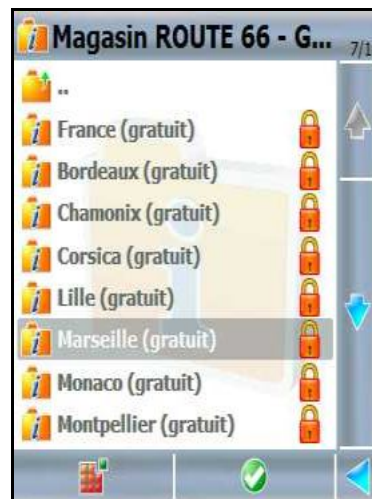 Magasin ROUTE 66 - G...
7/1
..
France (gratuit)
Bordeaux (gratuit)
Chamonix (gratuit)
Corsica (gratuit)
Lille (gratuit)
Marseille (gratuit)
Monaco (gratuit)
Montpellier (gratuit)